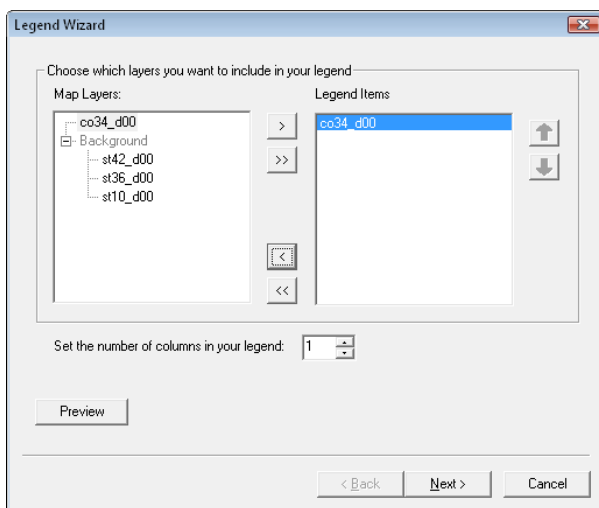 Legend Wizard
Choose which layers you want to include in your legend
Map Layers:
Legend Items
co34_d00
Background
st42_d00
st36_d00
st10_d00
>
>>
<
<<
co34_d00
Set the number of columns in your legend:
1
Preview
< Back
Next >
Cancel